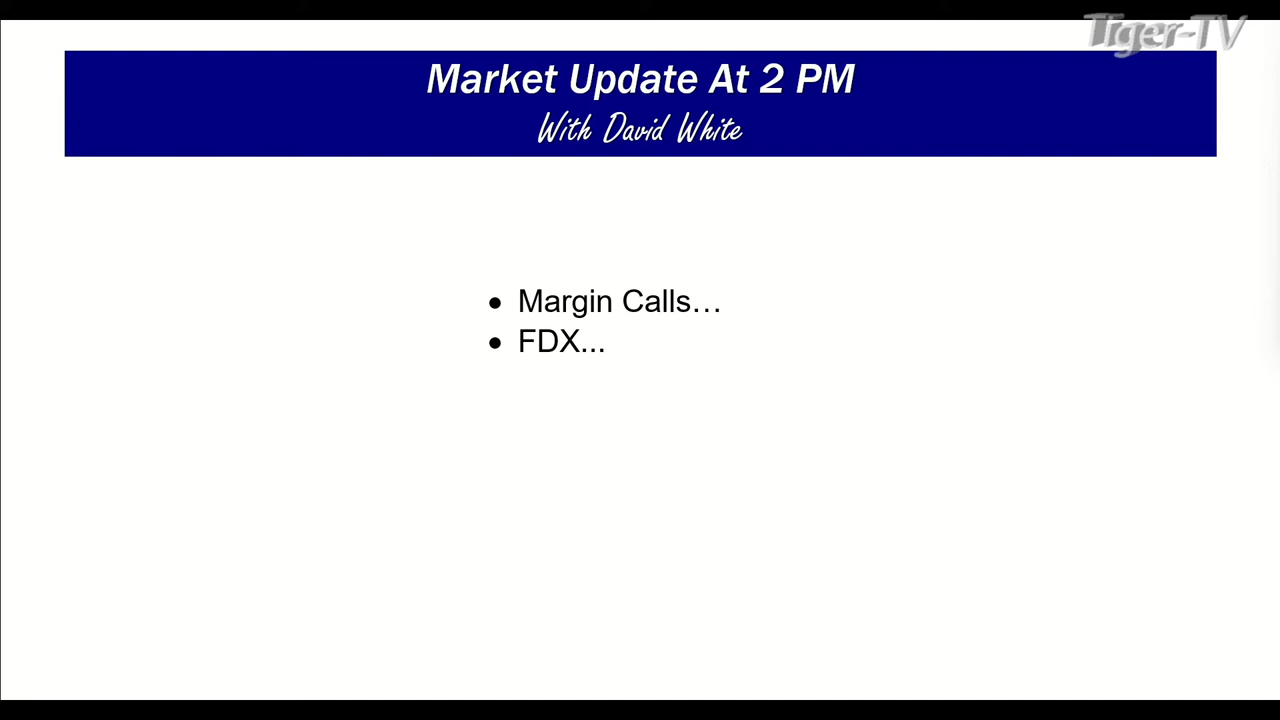 Tiger-TV
Market Update At 2 PM
With David White
• Margin Calls…
• FDX...